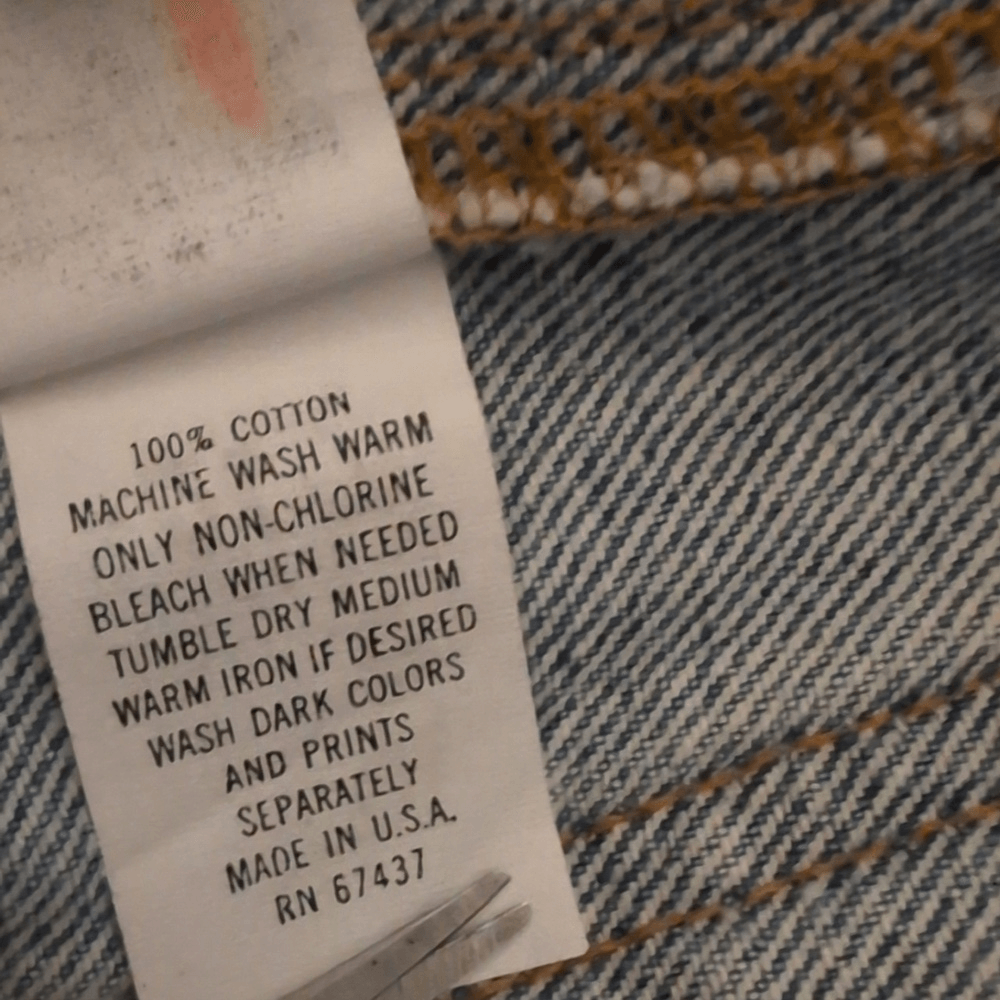 100% COTTON
MACHINE WASH WARM
ONLY NON-CHLORINE
BLEACH WHEN NEEDED
TUMBLE DRY MEDIUM
WARM IRON IF DESIRED
WASH DARK COLORS
AND PRINTS
SEPARATELY
MADE IN U.S.A.
RN 67437